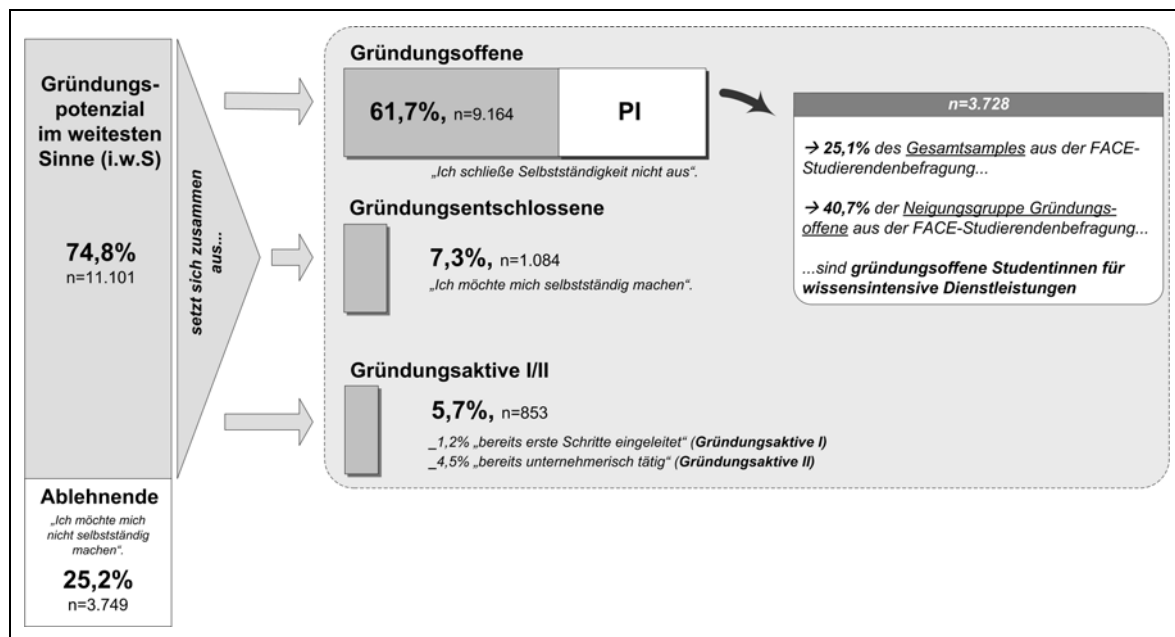 Gründungs-
potenzial
im weitesten
Sinne (i.w.S)
74,8%
n=11.101
Ablehnende
„Ich möchte mich
nicht selbstständig
machen“.
25,2%
n=3.749
setzt sich zusammen
aus...
Gründungsoffene
61,7%, n=9.164
PI
„Ich schließe Selbstständigkeit nicht aus“.
Gründungsentschlossene
7,3%, n=1.084
„Ich möchte mich selbstständig machen“.
Gründungsaktive I/II
5,7%, n=853
_1,2% „bereits erste Schritte eingeleitet“ (Gründungsaktive I)
_4,5% „bereits unternehmerisch tätig“ (Gründungsaktive II)
n=3.728
→ 25,1% des Gesamtsamples aus der FACE-
Studierendenbefragung...
→ 40,7% der Neigungsgruppe Gründungs-
offene aus der FACE-Studierendenbefragung...
...sind gründungsoffene Studentinnen für
wissensintensive Dienstleistungen